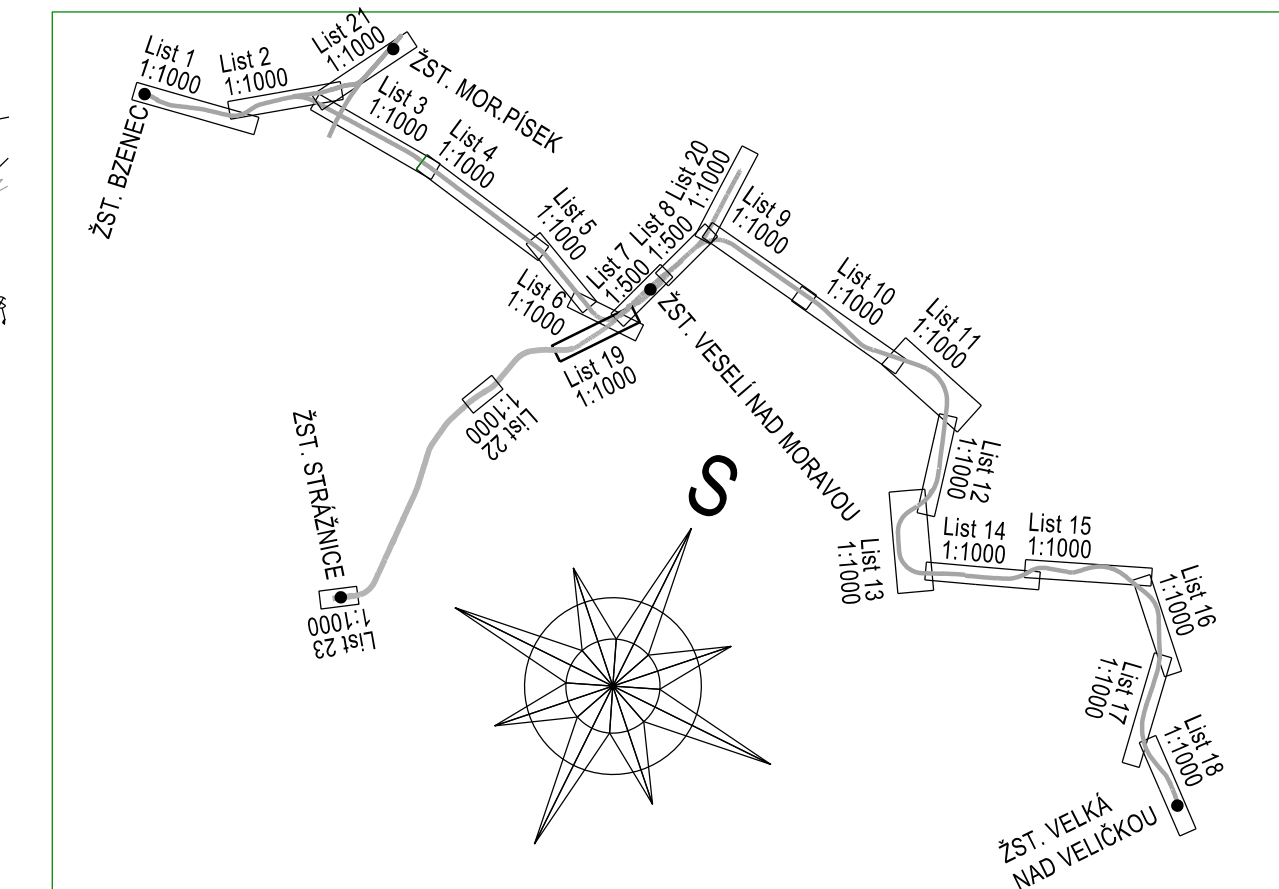 List 1
1:1000
List 2
1:1000
List 21
1:1000
ŽST. BZENEC
ŽST. MOR.PÍSEK
List 3
1:1000
List 4
1:1000
List 5
1:1000
List 6
1:1000
List 7
1:500
List 8
1:500
List 20
1:1000
List 9
1:1000
List 10
1:1000
List 11
1:1000
List 19
1:1000
ŽST. VESELÍ NAD MORAVOU
List 22
1:1000
ŽST. STRÁŽNICE
List 23
1:1000
S
List 12
1:1000
List 13
1:1000
List 14
1:1000
List 15
1:1000
List 16
1:1000
List 17
1:1000
List 18
1:1000
ŽST. VELKÁ
NAD VELIČKOU